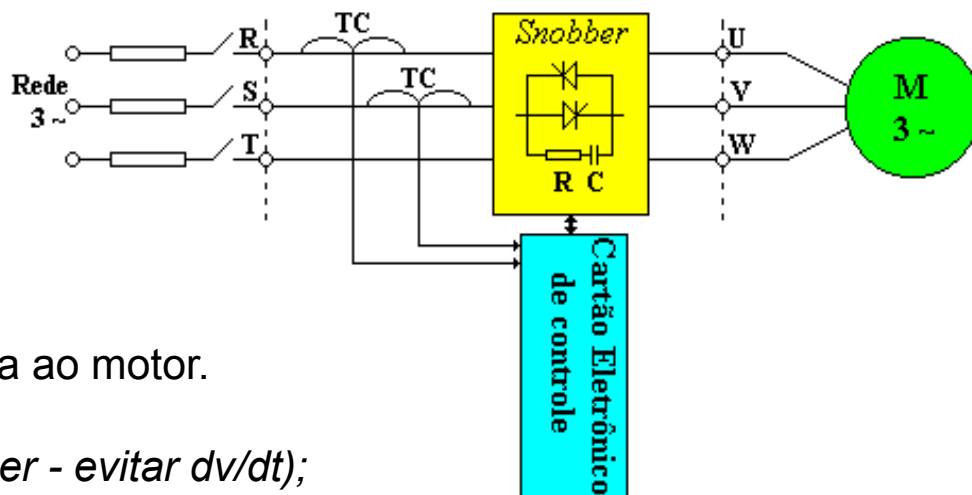 TC
Snobber
R
U
Rede
3 ~
TC
S
V
M
3 ~
T
W
R C
Cartão Eletrônico
de controle
a ao motor.
er - evitar dv/dt);